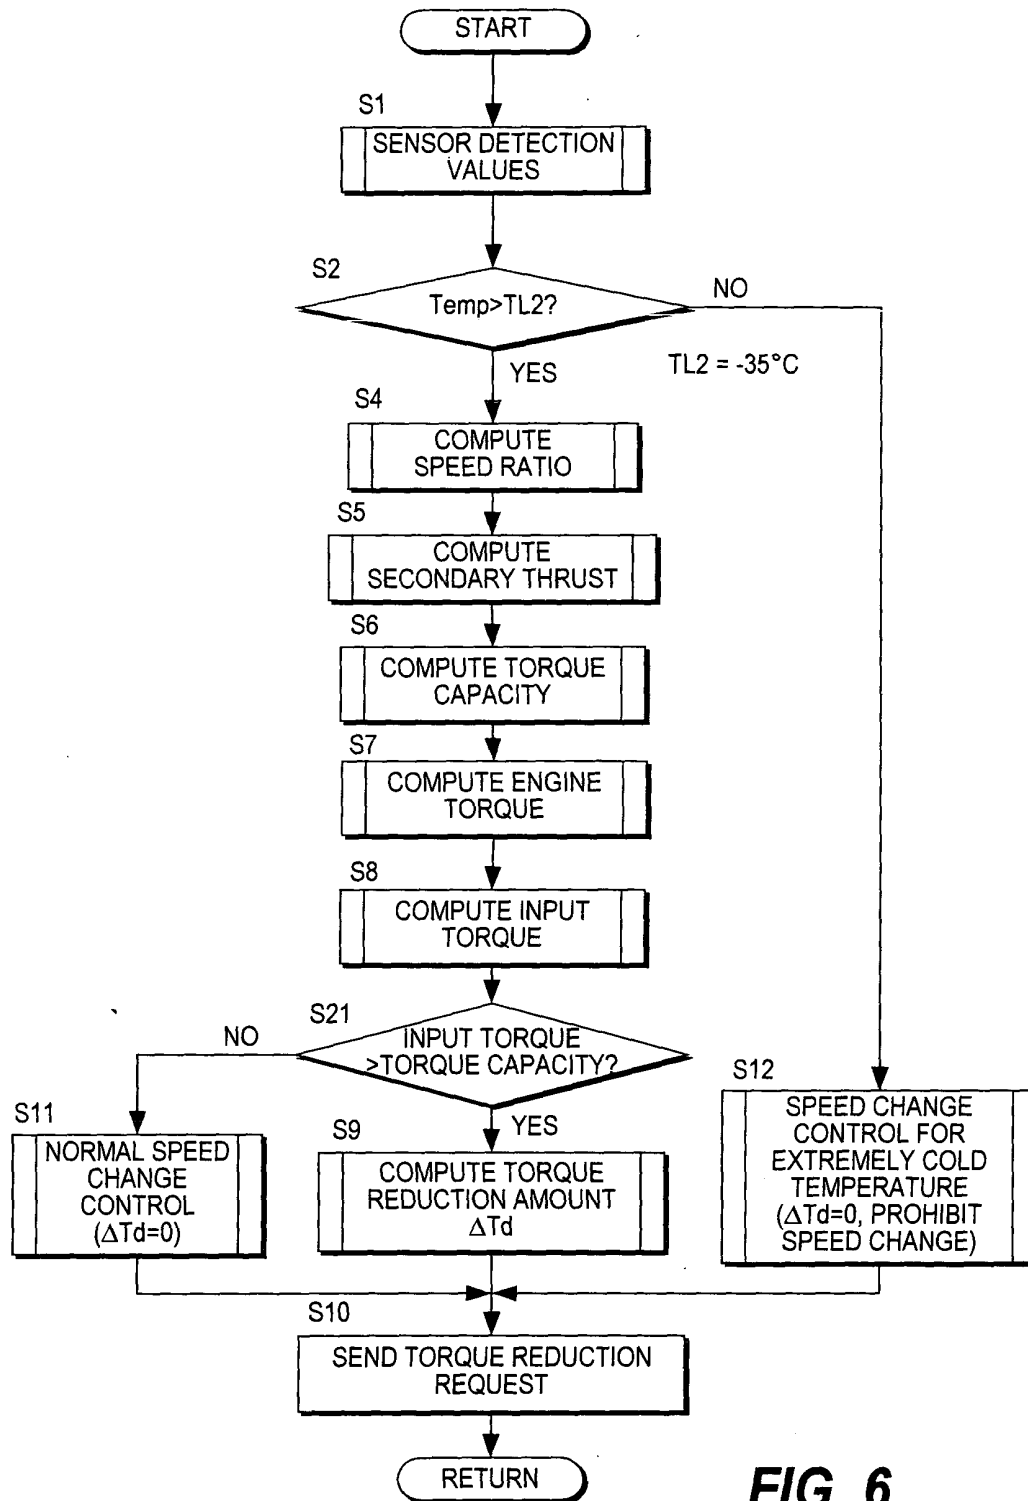 START
S1
SENSOR DETECTION
VALUES
S2
Temp>TL2?
NO
TL2 = -35°C
YES
S4
COMPUTE
SPEED RATIO
S5
COMPUTE
SECONDARY THRUST
S6
COMPUTE TORQUE
CAPACITY
S7
COMPUTE ENGINE
TORQUE
S8
COMPUTE INPUT
TORQUE
S21
INPUT TORQUE
>TORQUE CAPACITY?
NO
YES
S11
NORMAL SPEED
CHANGE
CONTROL
(ΔTd=0)
S9
COMPUTE TORQUE
REDUCTION AMOUNT
ΔTd
S12
SPEED CHANGE
CONTROL FOR
EXTREMELY COLD
TEMPERATURE
(ΔTd=0, PROHIBIT
SPEED CHANGE)
S10
SEND TORQUE REDUCTION
REQUEST
RETURN
FIG. 6